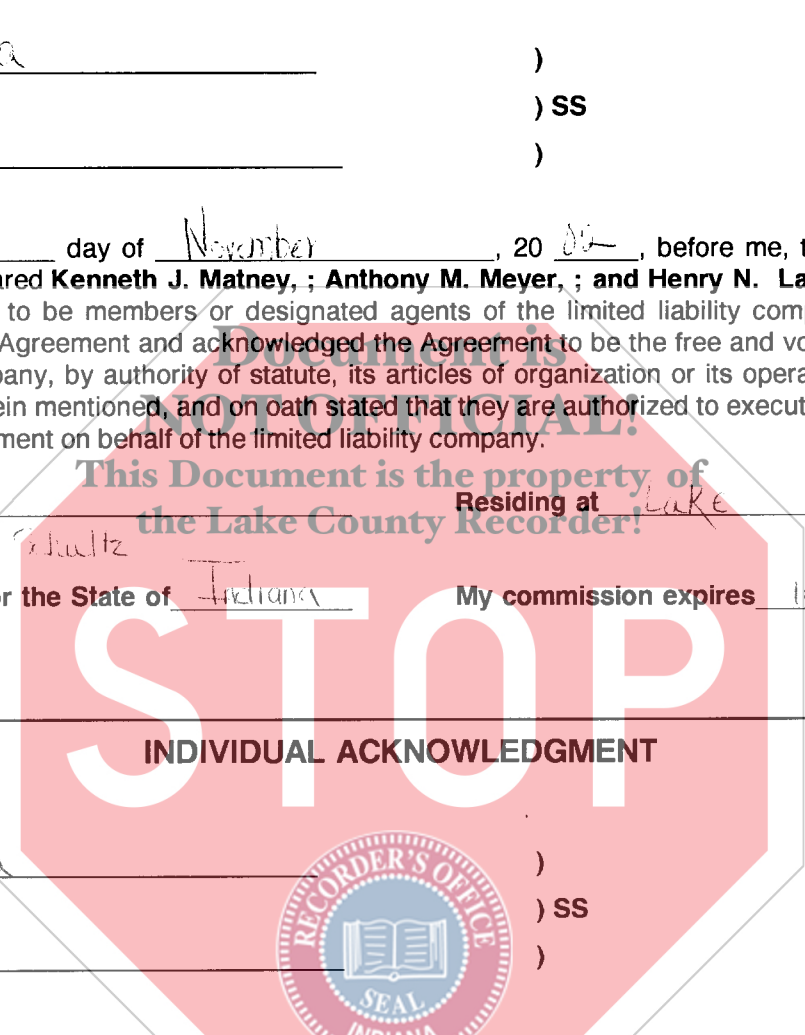 )
) SS
)
day of November , 20 02 , before me, t
ared Kenneth J. Matney, ; Anthony M. Meyer, ; and Henry N. La
to be members or designated agents of the limited liability comp
Agreement and acknowledged the Agreement to be the free and vo
pany, by authority of statute, its articles of organization or its opera
ein mentioned, and on oath stated that they are authorized to execut
ment on behalf of the limited liability company.
Document is
NOT OFFICIAL!
This Document is the property of
the Lake County Recorder!
Residing at Lake
Schultz
r the State of Indiana My commission expires
STOP
INDIVIDUAL ACKNOWLEDGMENT
)
) SS
)
RECORDER'S OFFICE
SEAL
INDIANA